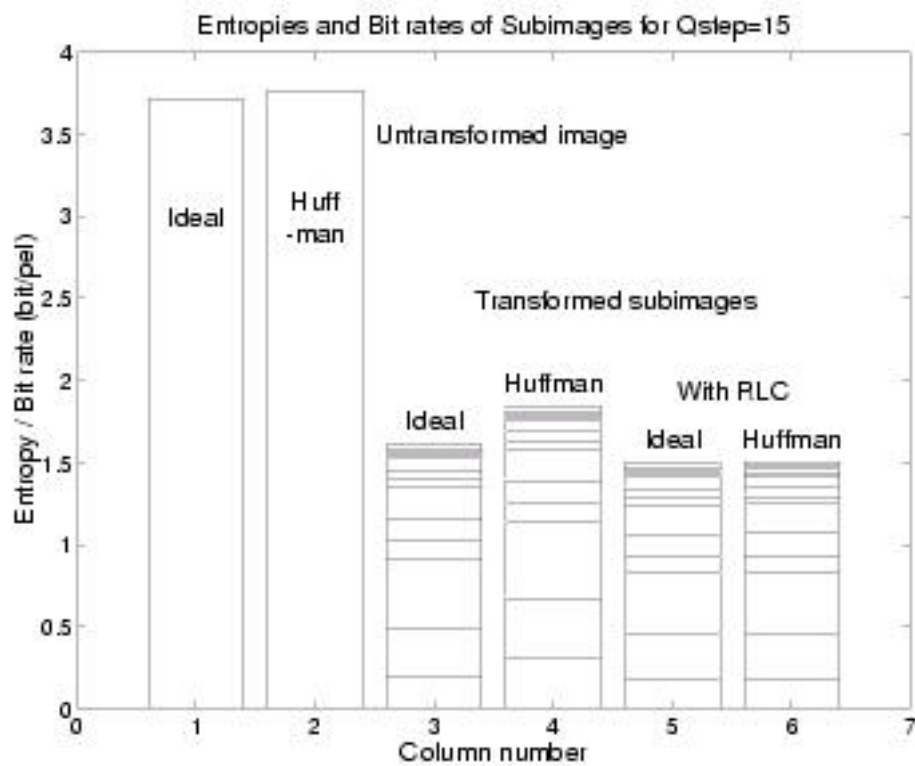 Entropies and Bit rates of Subimages for Qstep=15
4
3.5
3
2.5
2
1.5
1
0.5
0
Entropy / Bit rate (bit/pel)
Untransformed image
Ideal
Huff
-man
Transformed subimages
Ideal
Huffman
With RLC
Ideal
Huffman
0 1 2 3 4 5 6 7
Column number